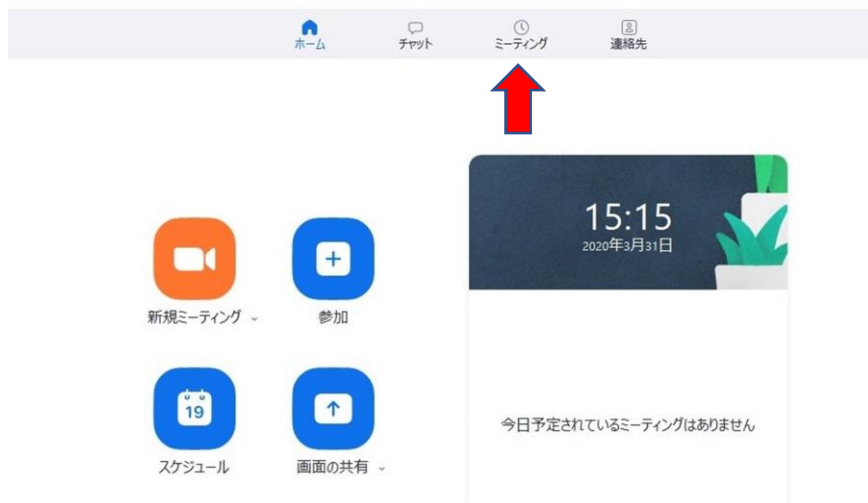 ホーム
チャット
ミーティング
連絡先
15:15
2020年3月31日
新規ミーティング
参加
19
スケジュール
画面の共有
今日予定されているミーティングはありません